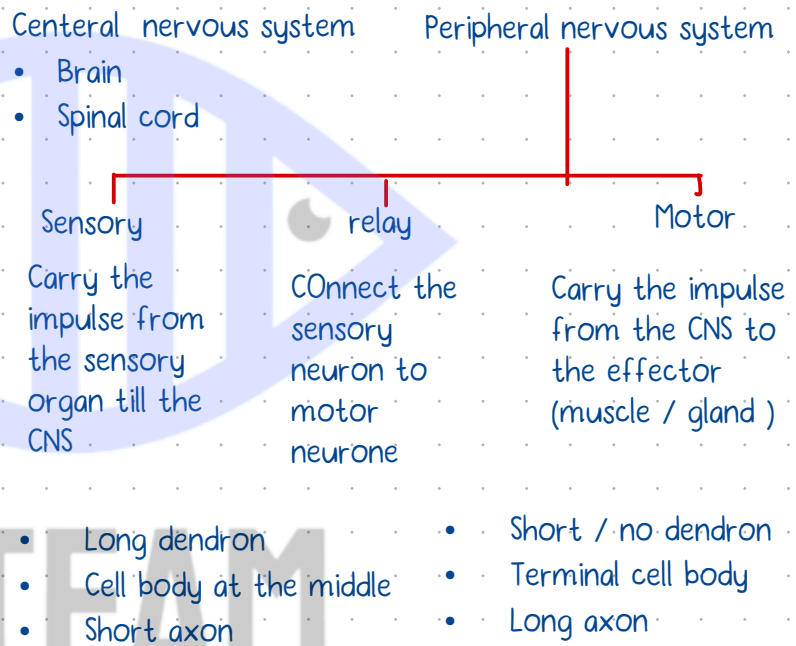 Centeral nervous system
• Brain
• Spinal cord
Peripheral nervous system
Sensory
Carry the
impulse from
the sensory
organ till the
CNS
relay
COnnect the
sensory
neuron to
motor
neurone
Motor
Carry the impulse
from the CNS to
the effector
(muscle / gland )
• Long dendron
• Cell body at the middle
• Short axon
• Short / no dendron
• Terminal cell body
• Long axon
TEAM